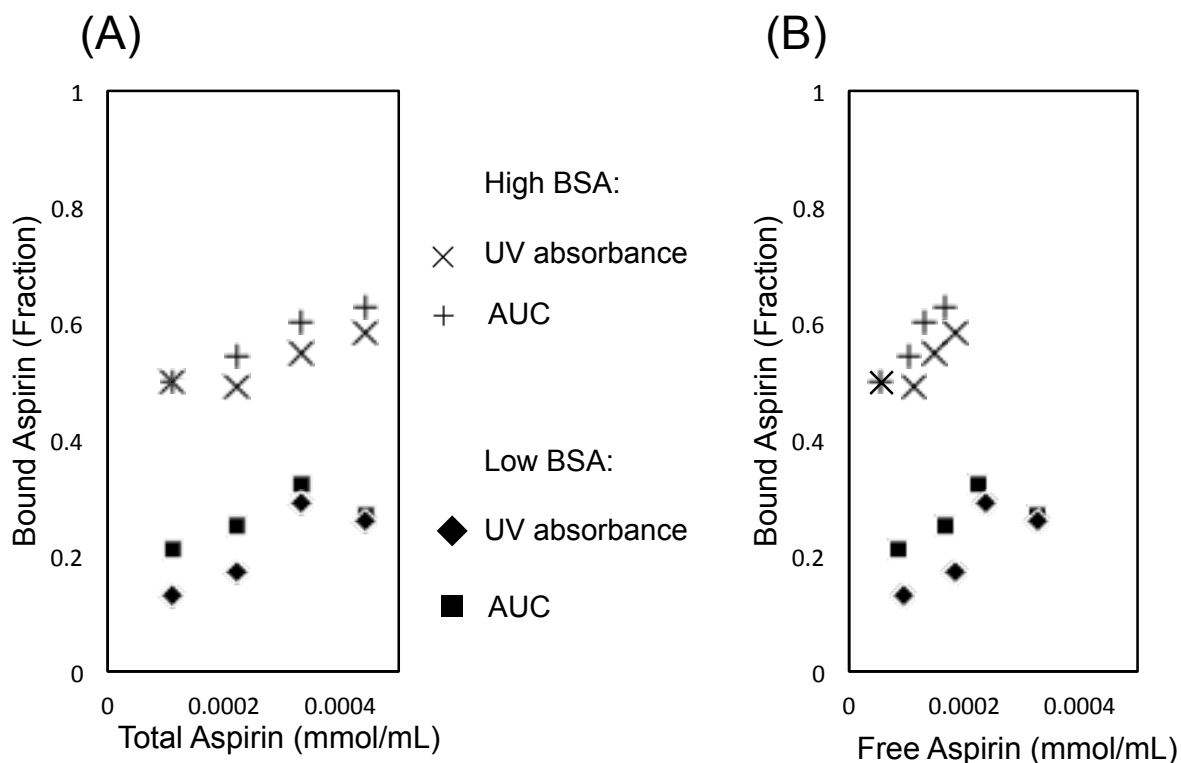 (A)
1
0.8
0.6
0.4
0.2
0
0 0.0002 0.0004
Bound Aspirin (Fraction)
Total Aspirin (mmol/mL)
High BSA:
UV absorbance
AUC
Low BSA:
UV absorbance
AUC
(B)
1
0.8
0.6
0.4
0.2
0
0 0.0002 0.0004
Bound Aspirin (Fraction)
Free Aspirin (mmol/mL)